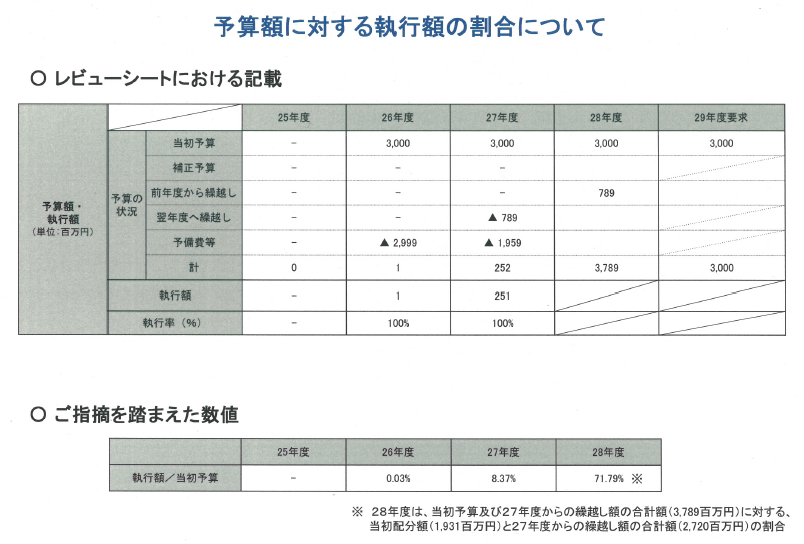 予算額に対する執行額の割合について
〇 レビューシートにおける記載
25年度 26年度 27年度 28年度 29年度要求
予算額・執行額(単位:百万円)
予算の状況
当初予算 - 3,000 3,000 3,000 3,000
補正予算 - - -
前年度から繰越し - - - 789
翌年度へ繰越し - - ▲ 789
予備費等 - ▲ 2,999 ▲ 1,959
計 0 1 252 3,789 3,000
執行額 - 1 251
執行率(%) - 100% 100%
〇 ご指摘を踏まえた数値
25年度 26年度 27年度 28年度
執行額/当初予算 - 0.03% 8.37% 71.79% ※
※ 28年度は、当初予算及び27年度からの繰越し額の合計額(3,789百万円)に対する、
当初配分額(1,931百万円)と27年度からの繰越し額の合計額(2,720百万円)の割合